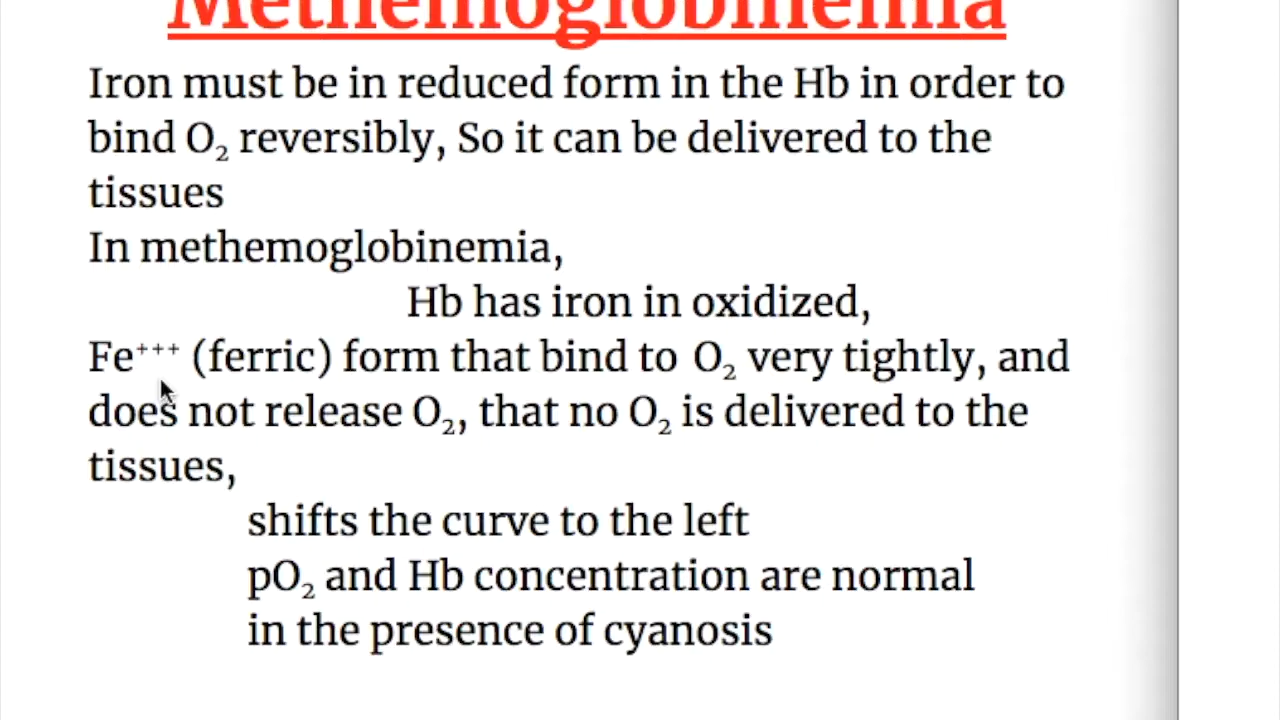 Methemoglobinemia
Iron must be in reduced form in the Hb in order to
bind O₂ reversibly, So it can be delivered to the
tissues
In methemoglobinemia,
Hb has iron in oxidized,
Fe⁺⁺⁺ (ferric) form that bind to O₂ very tightly, and
does not release O₂, that no O₂ is delivered to the
tissues,
shifts the curve to the left
pO₂ and Hb concentration are normal
in the presence of cyanosis